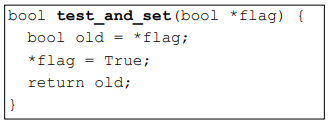 bool test_and_set(bool *flag) {
  bool old = *flag;
  *flag = True;
  return old;
}